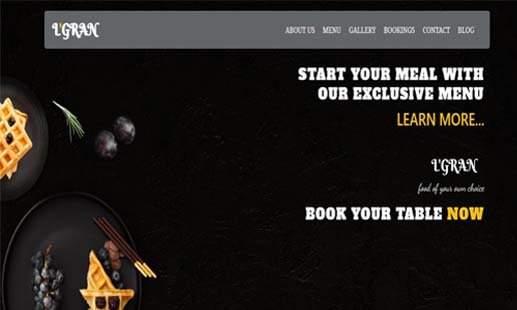 L'GRAN
ABOUT US MENU GALLERY BOOKINGS CONTACT BLOG
START YOUR MEAL WITH
OUR EXCLUSIVE MENU
LEARN MORE...
L'GRAN
food of your own choice
BOOK YOUR TABLE NOW